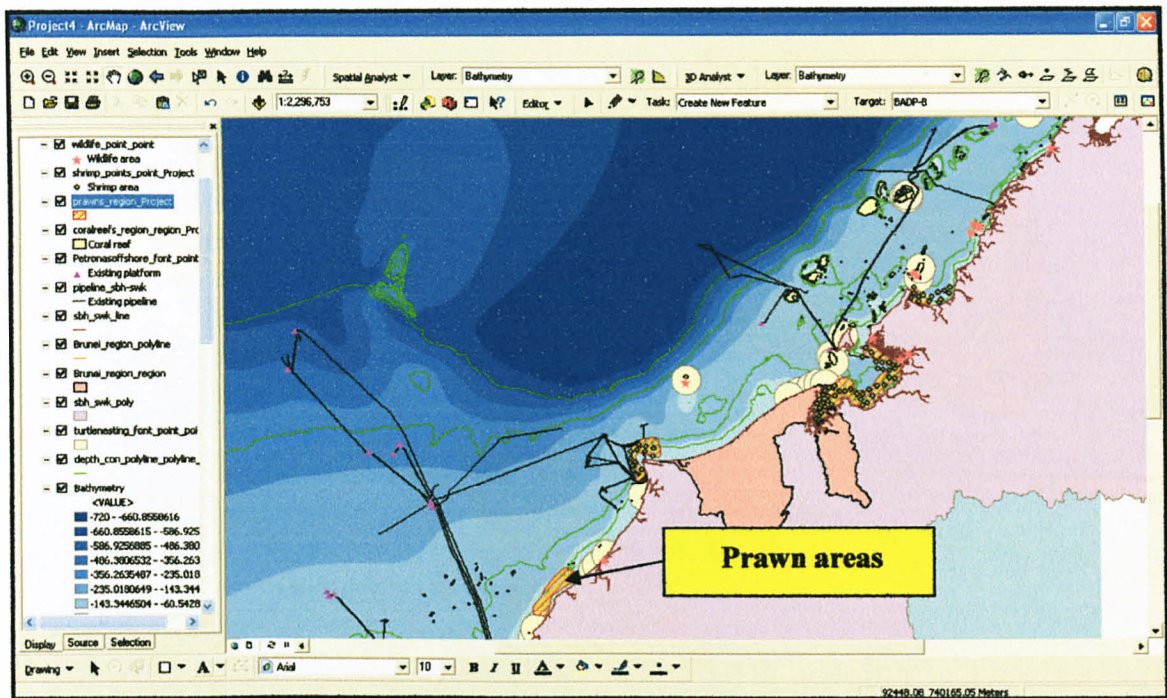 Project4 - ArcMap - ArcView
File Edit View Insert Selection Tools Window Help
Spatial Analyst Layer: Bathymetry 3D Analyst Layer: Bathymetry
1:2,296,753 Editor Task: Create New Feature Target: BADP-B
wildlife_point_point
Wildlife area
shrimp_points_point_Project
Shrimp area
prawns_region_Project
coralreefs_region_region_Prc
Coral reef
Petronasoffshore_font_point
Existing platform
pipeline_sbh-swk
Existing pipeline
sbh_swk_line
Brunei_region_polyline
Brunai_region_region
sbh_swk_poly
turtlenesting_font_point_poi
depth_con_polyline_polyline_
Bathymetry
<VALUE>
-720 - -660.8558616
-660.8558615 - -586.925
-586.9256885 - -486.380
-486.3806532 - -356.263
-356.2635487 - -235.018
-235.0180649 - -143.344
-143.3446504 - -60.5428
Prawn areas
Display Source Selection
Drawing A Arial 10 B I U A
92448.08 740165.05 Meters